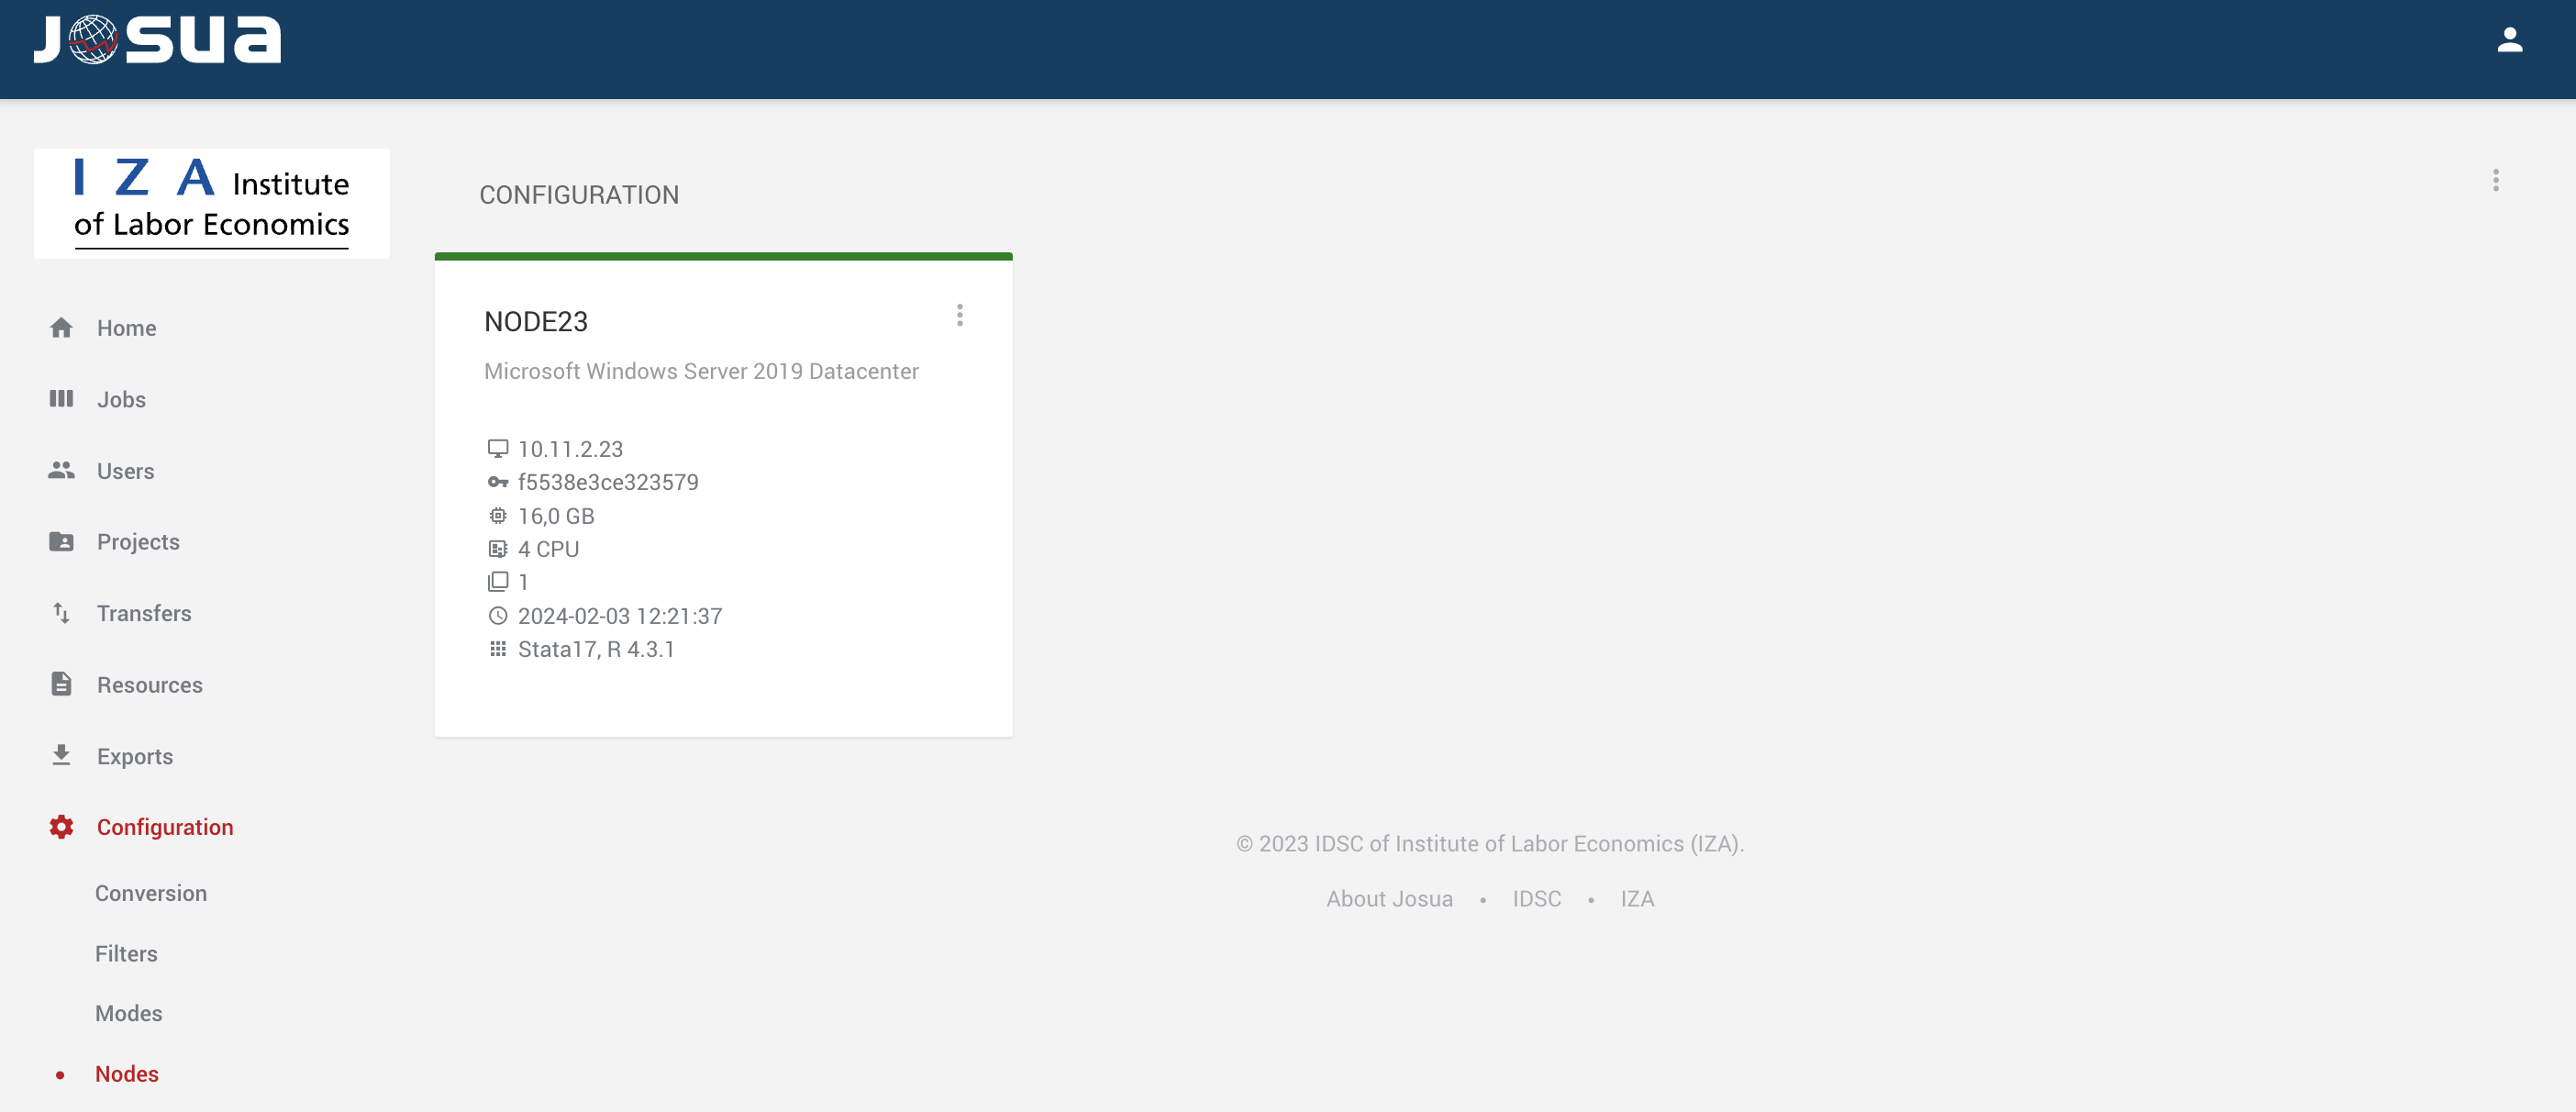 Josua
I Z A Institute
of Labor Economics
Home
Jobs
Users
Projects
Transfers
Resources
Exports
Configuration
Conversion
Filters
Modes
Nodes
CONFIGURATION
NODE23
Microsoft Windows Server 2019 Datacenter
10.11.2.23
f5538e3ce323579
16,0 GB
4 CPU
1
2024-02-03 12:21:37
Stata17, R 4.3.1
© 2023 IDSC of Institute of Labor Economics (IZA).
About Josua • IDSC • IZA